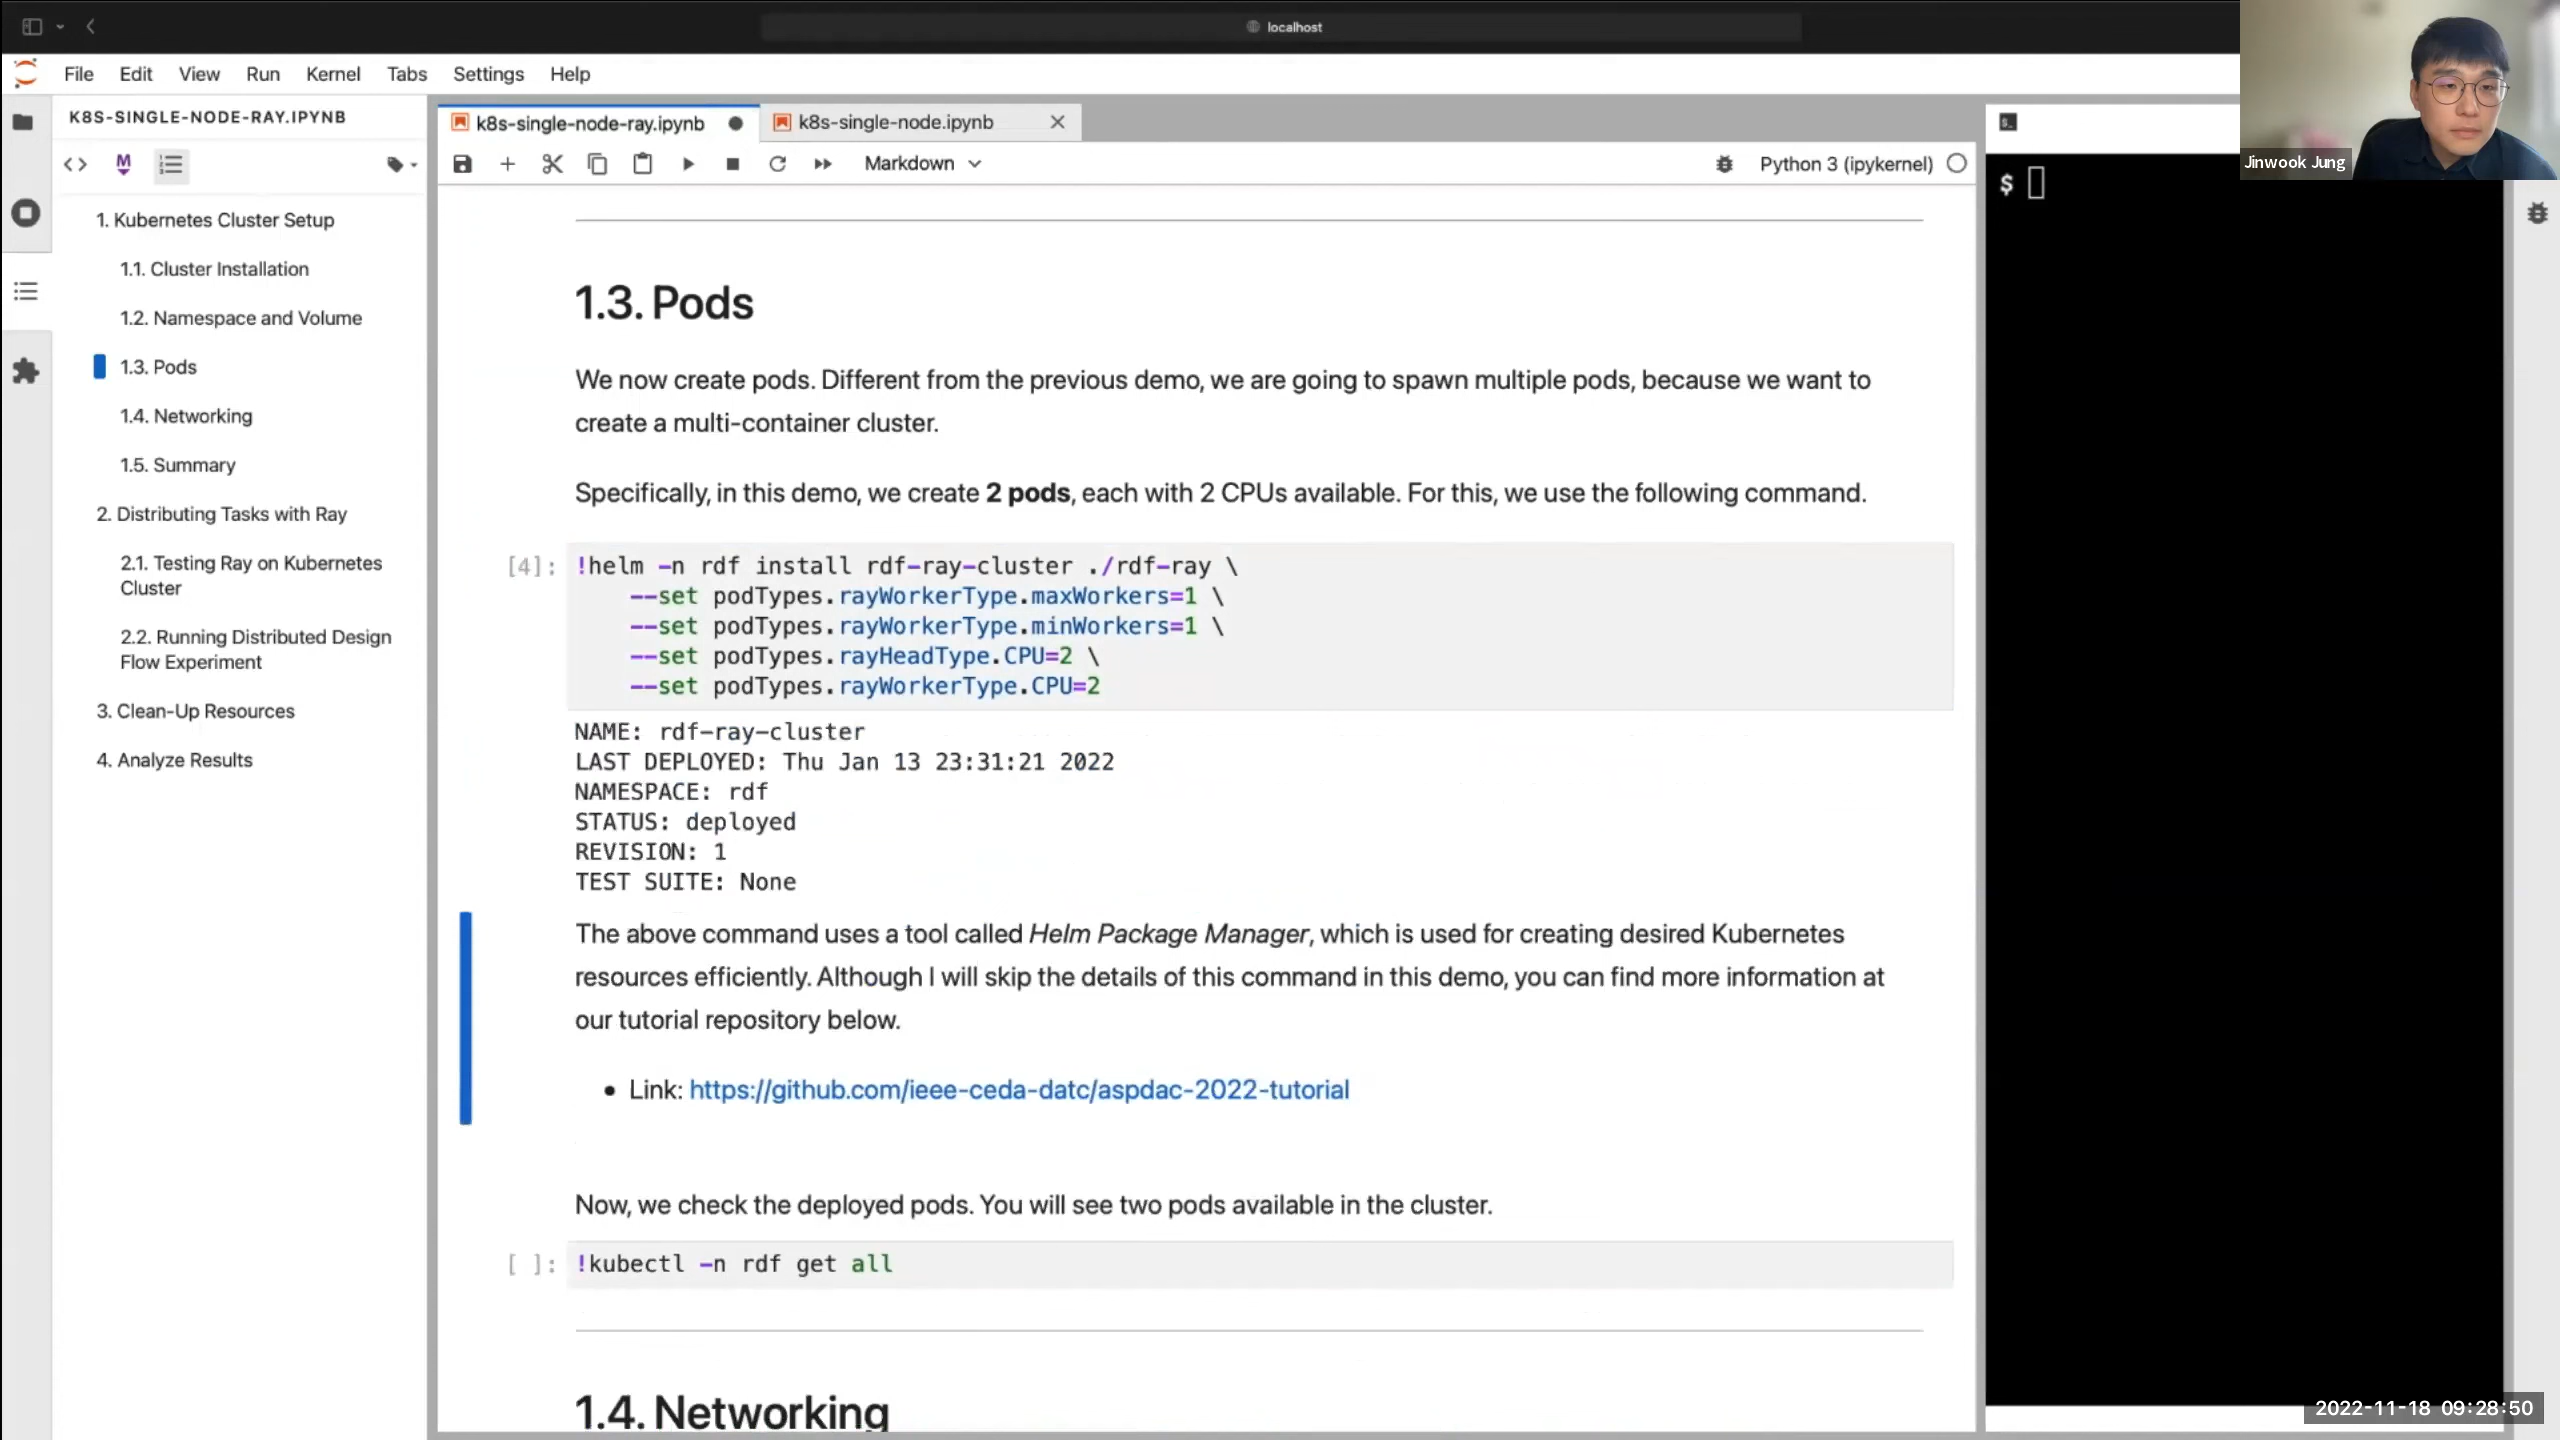 localhost
Jinwook Jung
File Edit View Run Kernel Tabs Settings Help
K8S-SINGLE-NODE-RAY.IPYNB
k8s-single-node-ray.ipynb
k8s-single-node.ipynb
Markdown
Python 3 (ipykernel)
1. Kubernetes Cluster Setup
1.1. Cluster Installation
1.2. Namespace and Volume
1.3. Pods
1.4. Networking
1.5. Summary
2. Distributing Tasks with Ray
2.1. Testing Ray on Kubernetes
Cluster
2.2. Running Distributed Design
Flow Experiment
3. Clean-Up Resources
4. Analyze Results
1.3. Pods
We now create pods. Different from the previous demo, we are going to spawn multiple pods, because we want to
create a multi-container cluster.
Specifically, in this demo, we create 2 pods, each with 2 CPUs available. For this, we use the following command.
[4]: !helm -n rdf install rdf-ray-cluster ./rdf-ray \
--set podTypes.rayWorkerType.maxWorkers=1 \
--set podTypes.rayWorkerType.minWorkers=1 \
--set podTypes.rayHeadType.CPU=2 \
--set podTypes.rayWorkerType.CPU=2
NAME: rdf-ray-cluster
LAST DEPLOYED: Thu Jan 13 23:31:21 2022
NAMESPACE: rdf
STATUS: deployed
REVISION: 1
TEST SUITE: None
The above command uses a tool called Helm Package Manager, which is used for creating desired Kubernetes
resources efficiently. Although I will skip the details of this command in this demo, you can find more information at
our tutorial repository below.
• Link: https://github.com/ieee-ceda-datc/aspdac-2022-tutorial
Now, we check the deployed pods. You will see two pods available in the cluster.
[ ]: !kubectl -n rdf get all
1.4. Networking
$
2022-11-18 09:28:50